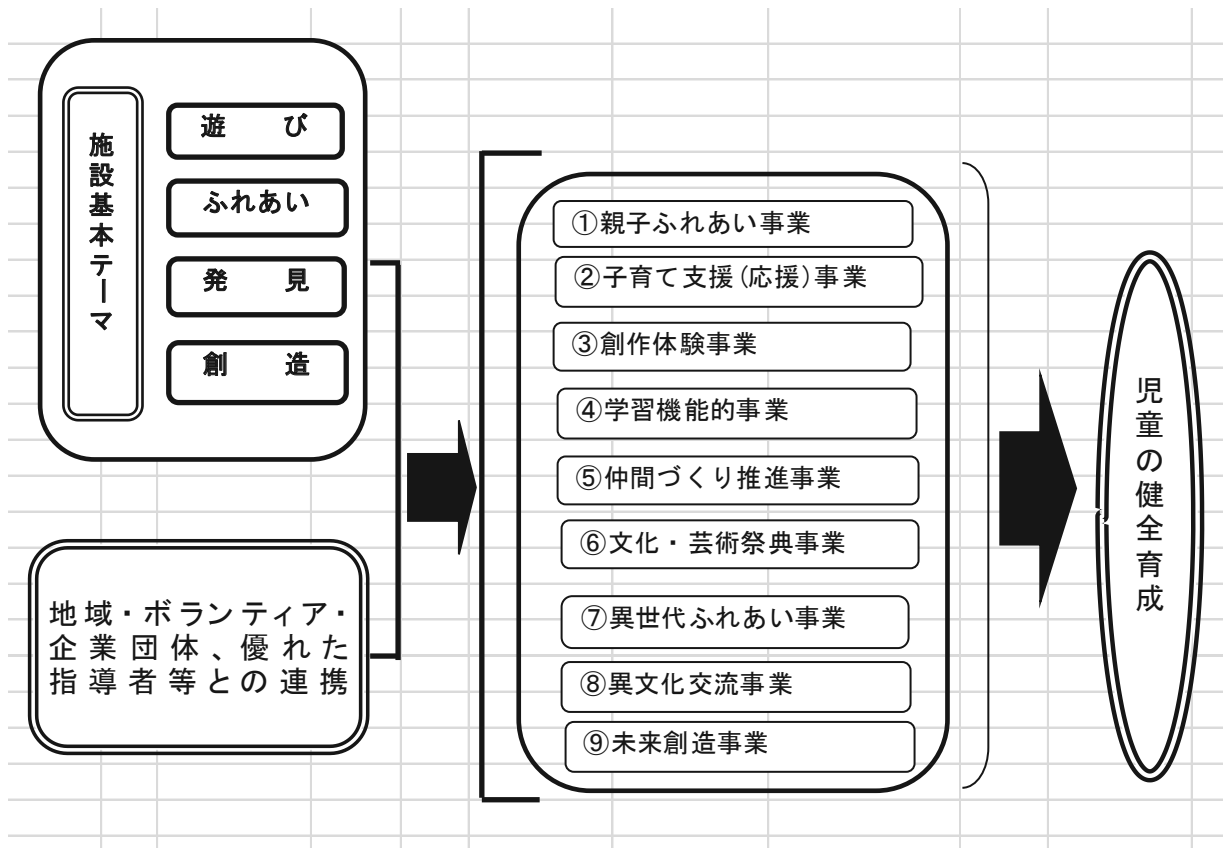 施設基本テーマ
遊び
ふれあい
発見
創造
地域・ボランティア・
企業団体、優れた
指導者等との連携
①親子ふれあい事業
②子育て支援(応援)事業
③創作体験事業
④学習機能的事業
⑤仲間づくり推進事業
⑥文化・芸術祭典事業
⑦異世代ふれあい事業
⑧異文化交流事業
⑨未来創造事業
児童の健全育成